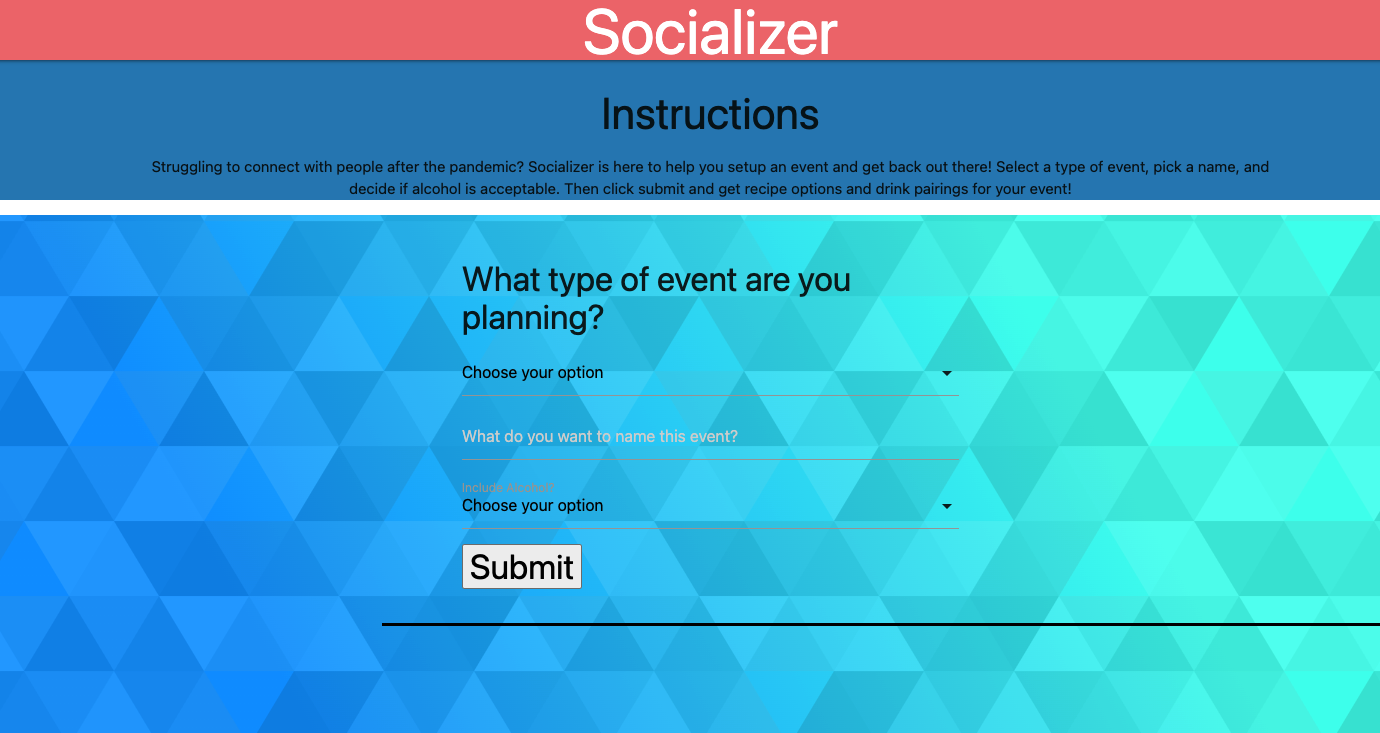 Socializer
Instructions
Struggling to connect with people after the pandemic? Socializer is here to help you setup an event and get back out there! Select a type of event, pick a name, and
decide if alcohol is acceptable. Then click submit and get recipe options and drink pairings for your event!
What type of event are you
planning?
Choose your option
What do you want to name this event?
Include Alcohol?
Choose your option
Submit